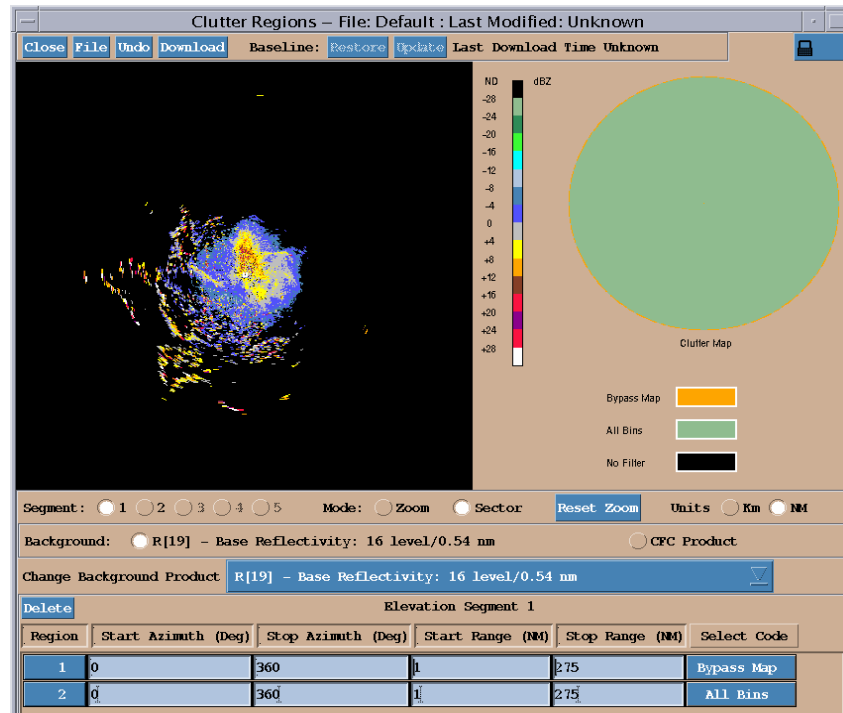 Clutter Regions – File: Default : Last Modified: Unknown
Close File Undo Download Baseline: Restore Update Last Download Time Unknown
ND dBZ
-28
-24
-20
-16
-12
-8
-4
0
+4
+8
+12
+16
+20
+24
+28
Clutter Map
Bypass Map
All Bins
No Filter
Segment: 1 2 3 4 5 Mode: Zoom Sector Reset Zoom Units Km NM
Background: R[19] - Base Reflectivity: 16 level/0.54 nm CFC Product
Change Background Product R[19] - Base Reflectivity: 16 level/0.54 nm
Delete Elevation Segment 1
Region Start Azimuth (Deg) Stop Azimuth (Deg) Start Range (NM) Stop Range (NM) Select Code
1 0 360 1 275 Bypass Map
2 0 360 1 275 All Bins